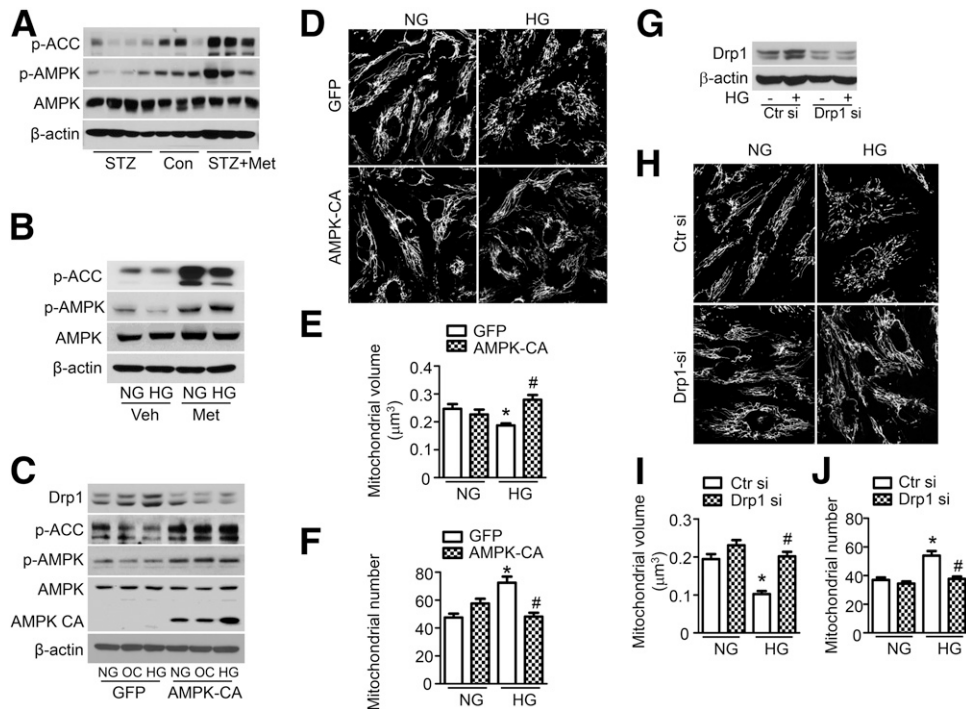 A
p-ACC
p-AMPK
AMPK
β-actin
STZ Con STZ+Met
B
p-ACC
p-AMPK
AMPK
β-actin
NG HG NG HG
Veh Met
C
Drp1
p-ACC
p-AMPK
AMPK
AMPK CA
β-actin
NG OC HG NG OC HG
GFP AMPK-CA
D
NG HG
GFP
AMPK-CA
E
GFP
AMPK-CA
Mitochondrial volume
(μm³)
0.4
0.3
0.2
0.1
0
* #
NG HG
F
GFP
AMPK-CA
Mitochondrial number
80
60
40
20
0
* #
NG HG
G
Drp1
β-actin
HG - + - +
Ctr si Drp1 si
H
NG HG
Ctr si
Drp1-si
I
Ctr si
Drp1 si
Mitochondrial volume
(μm³)
0.3
0.2
0.1
0
* #
NG HG
J
Ctr si
Drp1 si
Mitochondrial number
80
60
40
20
0
* #
NG HG